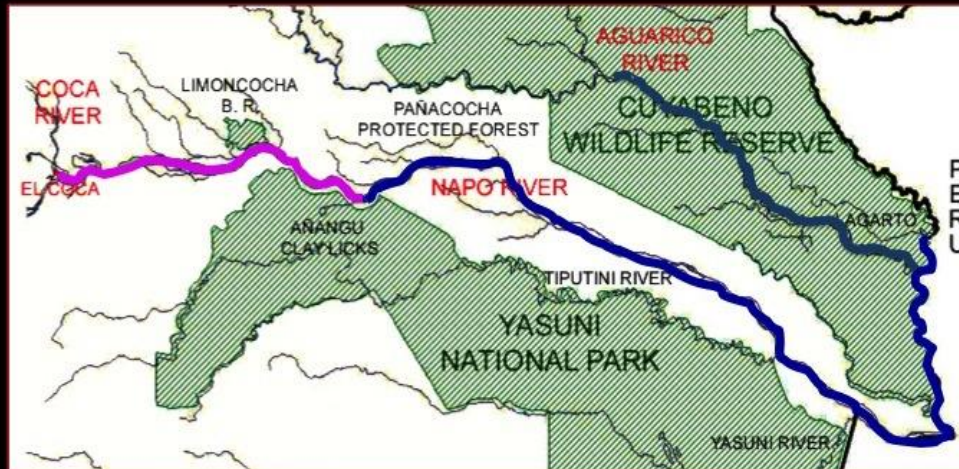 COCA
RIVER
LIMONCOCHA
B. R.
PAÑACOCHA
PROTECTED FOREST
AGUARICO
RIVER
CUYABENO
WILDLIFE RESERVE
EL COCA
NAPO RIVER
AÑANGU
CLAY LICKS
AGARTO
P
E
R
U
TIPUTINI RIVER
YASUNI
NATIONAL PARK
YASUNI RIVER